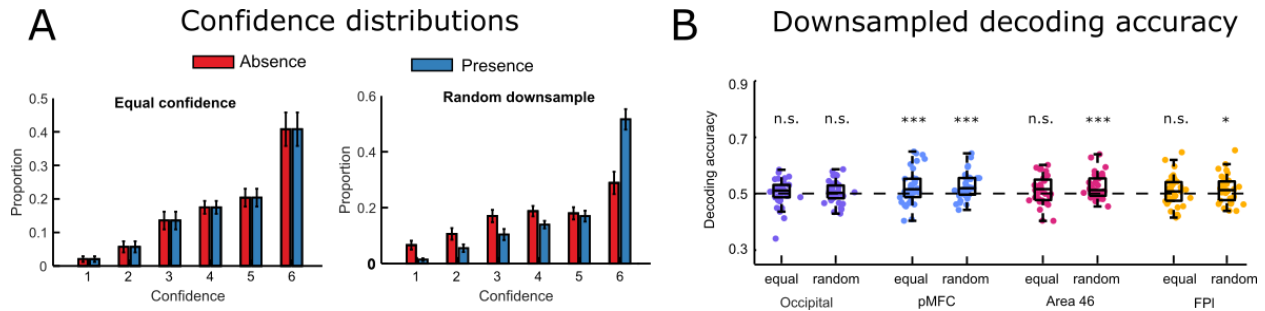 A
Confidence distributions
Absence
Presence
Equal confidence
0.5
0.4
0.3
0.2
0.1
0
Proportion
1 2 3 4 5 6
Confidence
Random downsample
0.6
0.4
0.2
0
Proportion
1 2 3 4 5 6
Confidence
B
Downsampled decoding accuracy
0.9
0.7
0.5
0.3
Decoding accuracy
n.s. n.s. *** *** n.s. *** n.s. *
equal random equal random equal random equal random
Occipital pMFC Area 46 FPl